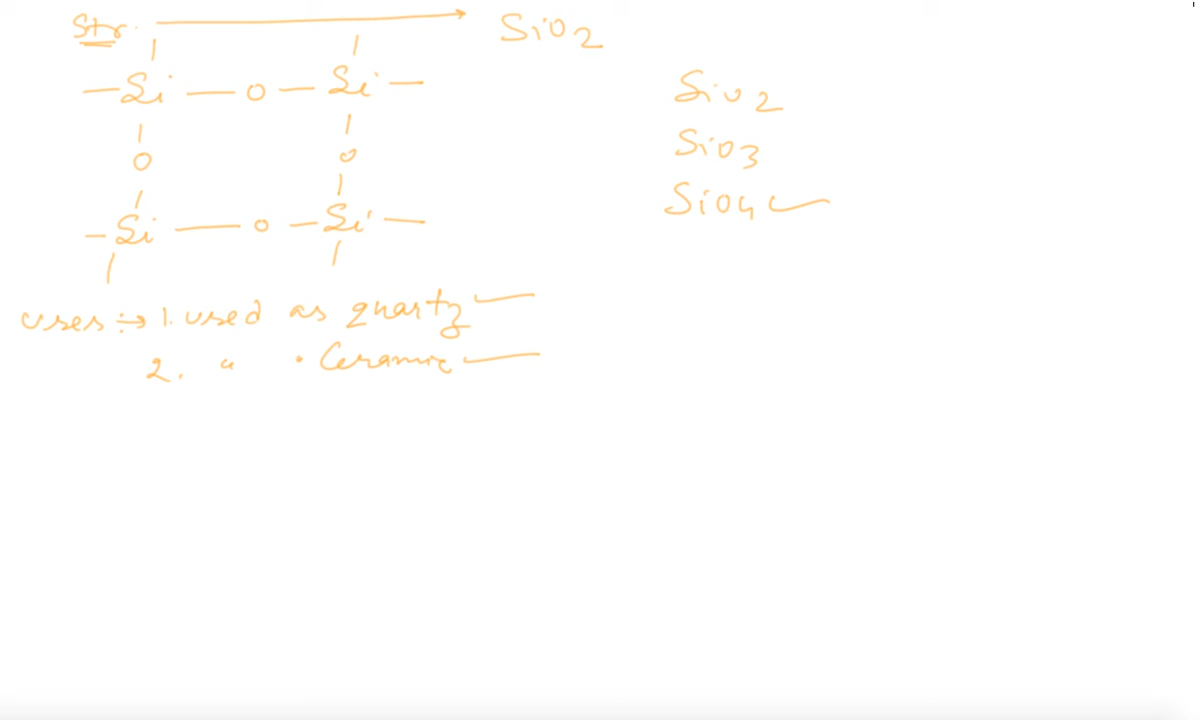 Str. → SiO2
SiO2
– Si — O — Si –
SiO3
O O
SiO4
– Si — O — Si –
uses :→ 1. used as quartz —
2. " " Ceramic —